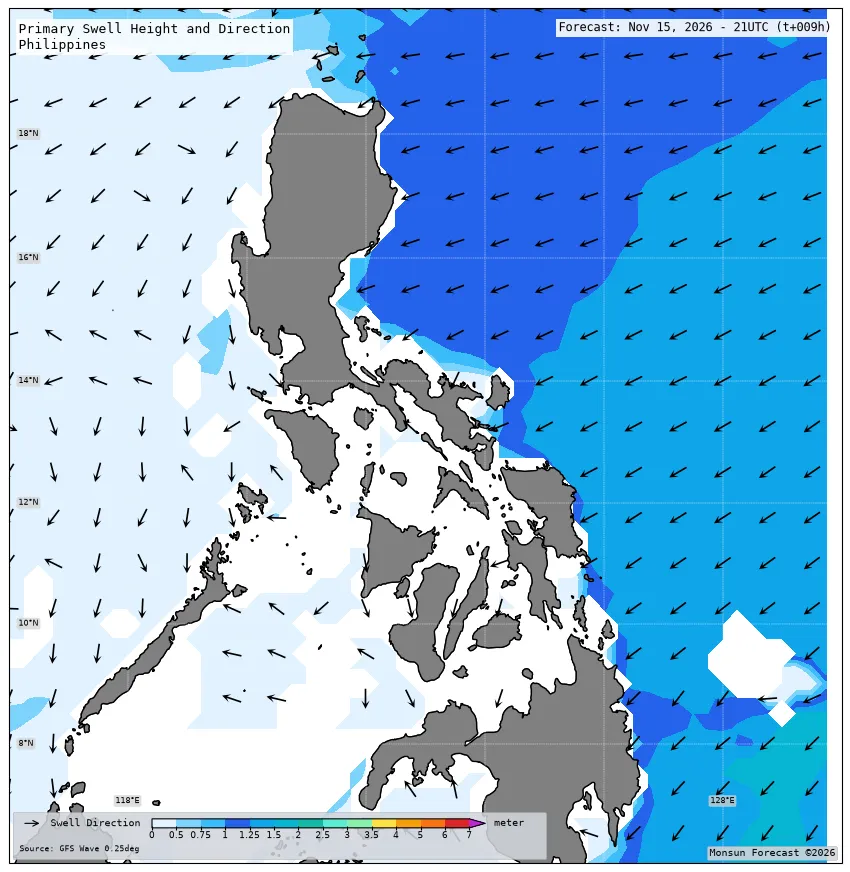 Primary Swell Height and Direction
Philippines
Forecast: Nov 15, 2026 - 21UTC (t+009h)
18°N
16°N
14°N
12°N
10°N
8°N
118°E
128°E
Swell Direction
0 0.5 0.75 1 1.25 1.5 2 2.5 3 3.5 4 5 6 7
meter
Source: GFS Wave 0.25deg
Monsun Forecast ©2026